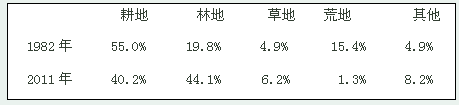 耕地 林地 草地 荒地 其他
1982年 55.0% 19.8% 4.9% 15.4% 4.9%
2011年 40.2% 44.1% 6.2% 1.3% 8.2%